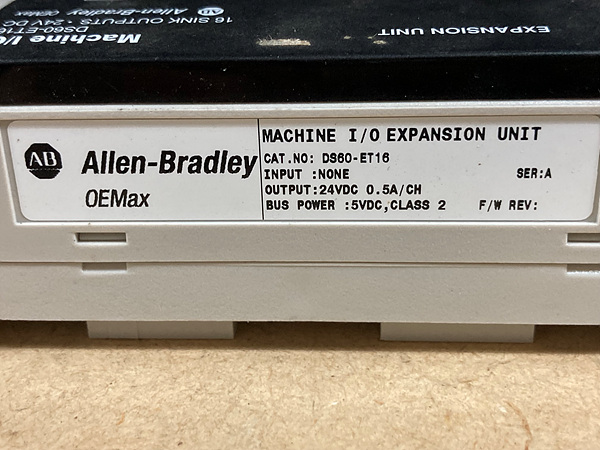 Machine I/O
DS60-ET16
16 SINK OUTPUTS • 24V DC
Allen-Bradley OEMax
EXPANSION UNIT
AB
Allen-Bradley
OEMax
MACHINE I/O EXPANSION UNIT
CAT.NO: DS60-ET16
INPUT :NONE SER:A
OUTPUT:24VDC 0.5A/CH
BUS POWER :5VDC,CLASS 2 F/W REV: